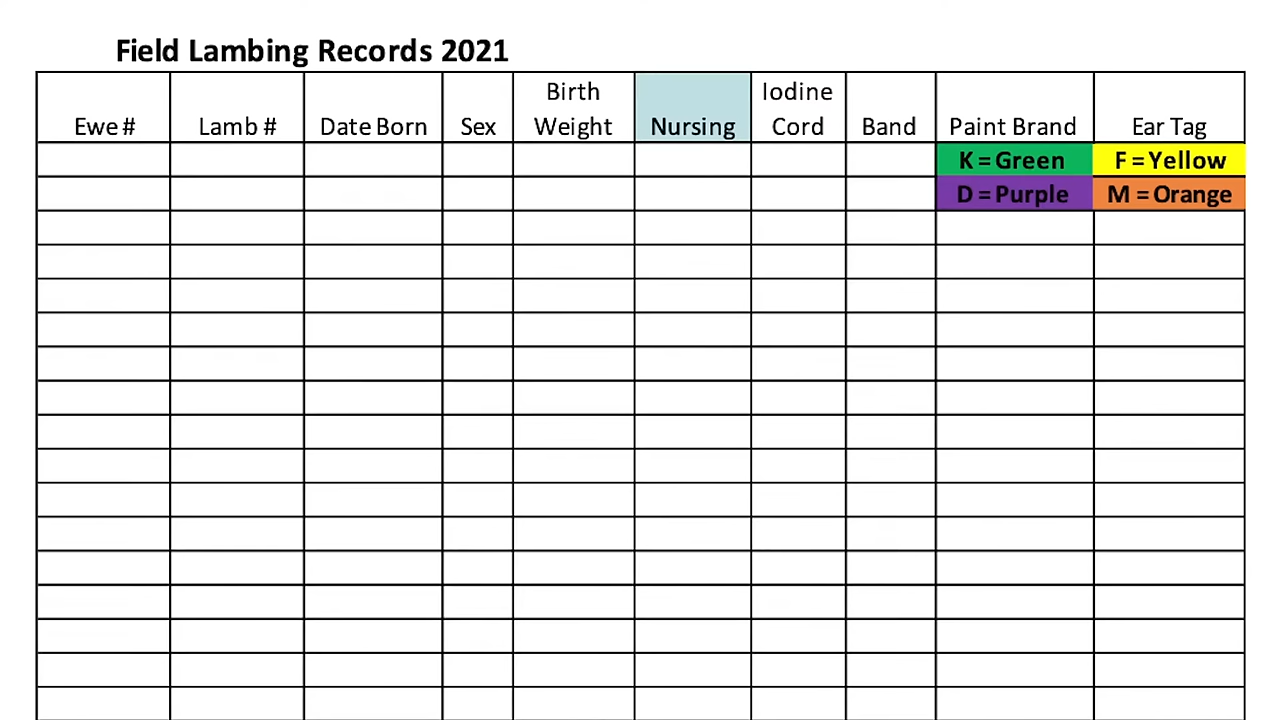 Field Lambing Records 2021
Birth Iodine
Ewe # Lamb # Date Born Sex Weight Nursing Cord Band Paint Brand Ear Tag
K = Green F = Yellow
D = Purple M = Orange